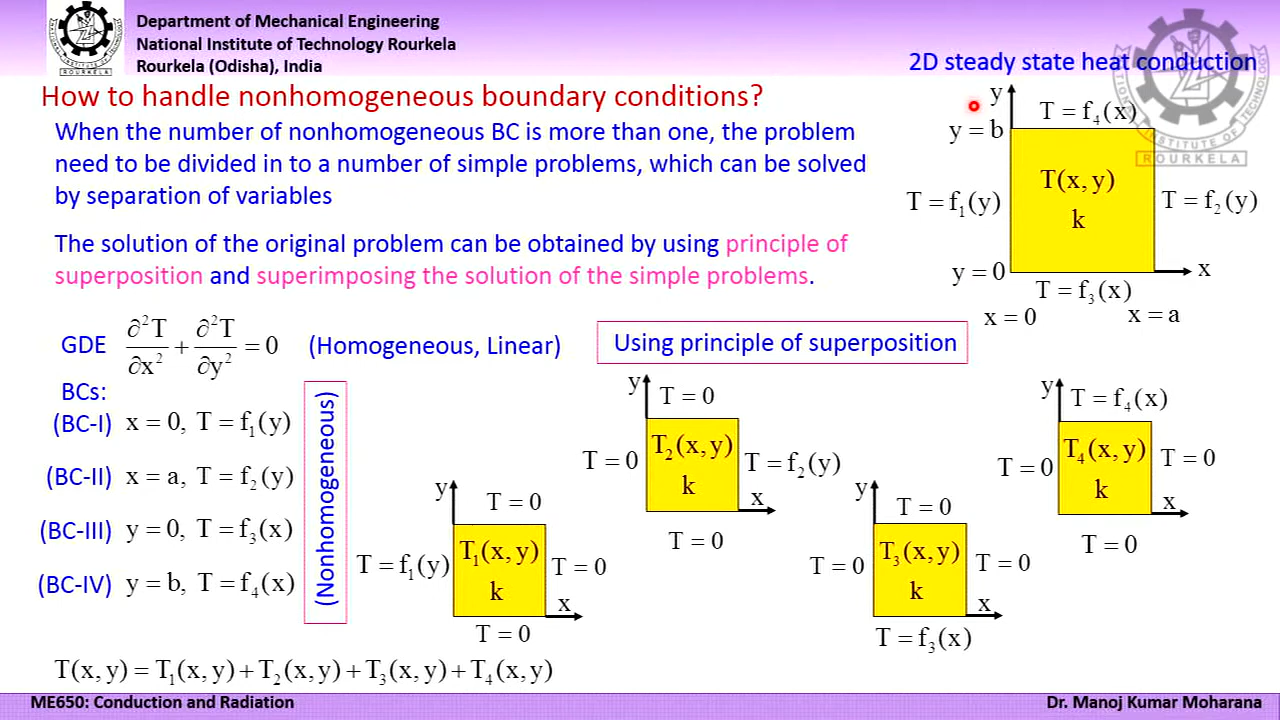 Department of Mechanical Engineering
National Institute of Technology Rourkela
Rourkela (Odisha), India
2D steady state heat conduction
How to handle nonhomogeneous boundary conditions?
When the number of nonhomogeneous BC is more than one, the problem
need to be divided in to a number of simple problems, which can be solved
by separation of variables
The solution of the original problem can be obtained by using principle of
superposition and superimposing the solution of the simple problems.
y
T = f₄(x)
y = b
T(x, y)
T = f₁(y)
T = f₂(y)
k
y = 0
x
T = f₃(x)
x = 0
x = a
GDE ∂²T/∂x² + ∂²T/∂y² = 0 (Homogeneous, Linear)
Using principle of superposition
BCs:
(BC-I) x = 0, T = f₁(y)
(BC-II) x = a, T = f₂(y)
(BC-III) y = 0, T = f₃(x)
(BC-IV) y = b, T = f₄(x)
(Nonhomogeneous)
y
T = 0
T = f₁(y)
T₁(x, y)
T = 0
k
x
T = 0
y
T = 0
T = 0
T₂(x, y)
T = f₂(y)
k
x
T = 0
y
T = 0
T = 0
T₃(x, y)
T = 0
k
x
T = f₃(x)
y
T = f₄(x)
T = 0
T₄(x, y)
T = 0
k
x
T = 0
T(x, y) = T₁(x, y) + T₂(x, y) + T₃(x, y) + T₄(x, y)
ME650: Conduction and Radiation
Dr. Manoj Kumar Moharana
ROURKELA